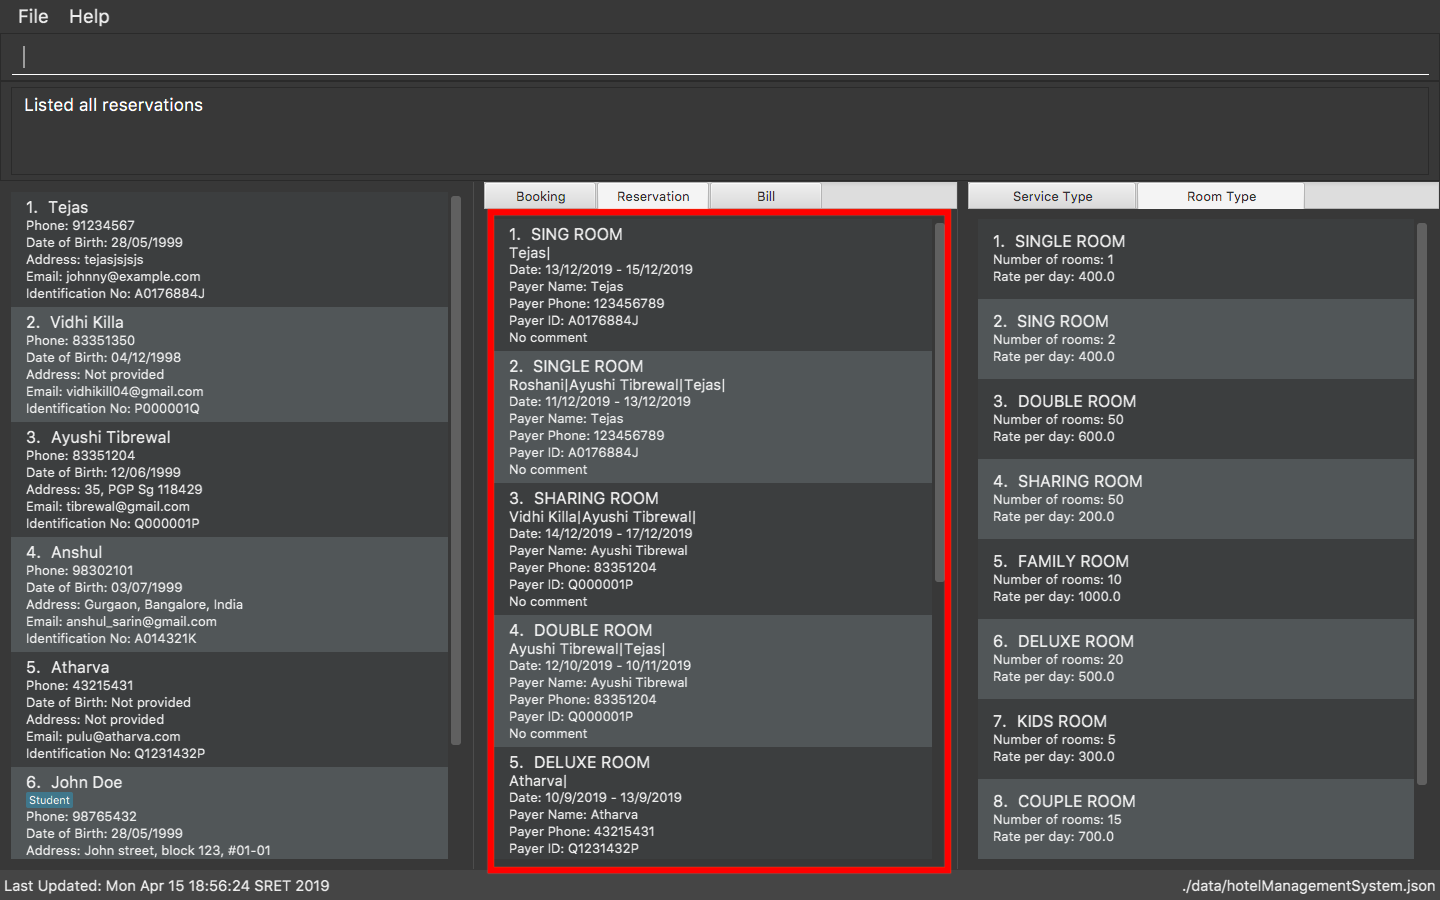 File Help
Listed all reservations
1. Tejas
Phone: 91234567
Date of Birth: 28/05/1999
Address: tejasjsjsjs
Email: johnny@example.com
Identification No: A0176884J
2. Vidhi Killa
Phone: 83351350
Date of Birth: 04/12/1998
Address: Not provided
Email: vidhikill04@gmail.com
Identification No: P000001Q
3. Ayushi Tibrewal
Phone: 83351204
Date of Birth: 12/06/1999
Address: 35, PGP Sg 118429
Email: tibrewal@gmail.com
Identification No: Q000001P
4. Anshul
Phone: 98302101
Date of Birth: 03/07/1999
Address: Gurgaon, Bangalore, India
Email: anshul_sarin@gmail.com
Identification No: A014321K
5. Atharva
Phone: 43215431
Date of Birth: Not provided
Address: Not provided
Email: pulu@atharva.com
Identification No: Q1231432P
6. John Doe
Student
Phone: 98765432
Date of Birth: 28/05/1999
Address: John street, block 123, #01-01
Booking Reservation Bill
1. SING ROOM
Tejas|
Date: 13/12/2019 - 15/12/2019
Payer Name: Tejas
Payer Phone: 123456789
Payer ID: A0176884J
No comment
2. SINGLE ROOM
Roshani|Ayushi Tibrewal|Tejas|
Date: 11/12/2019 - 13/12/2019
Payer Name: Tejas
Payer Phone: 123456789
Payer ID: A0176884J
No comment
3. SHARING ROOM
Vidhi Killa|Ayushi Tibrewal|
Date: 14/12/2019 - 17/12/2019
Payer Name: Ayushi Tibrewal
Payer Phone: 83351204
Payer ID: Q000001P
No comment
4. DOUBLE ROOM
Ayushi Tibrewal|Tejas|
Date: 12/10/2019 - 10/11/2019
Payer Name: Ayushi Tibrewal
Payer Phone: 83351204
Payer ID: Q000001P
No comment
5. DELUXE ROOM
Atharva|
Date: 10/9/2019 - 13/9/2019
Payer Name: Atharva
Payer Phone: 43215431
Payer ID: Q1231432P
Service Type Room Type
1. SINGLE ROOM
Number of rooms: 1
Rate per day: 400.0
2. SING ROOM
Number of rooms: 2
Rate per day: 400.0
3. DOUBLE ROOM
Number of rooms: 50
Rate per day: 600.0
4. SHARING ROOM
Number of rooms: 50
Rate per day: 200.0
5. FAMILY ROOM
Number of rooms: 10
Rate per day: 1000.0
6. DELUXE ROOM
Number of rooms: 20
Rate per day: 500.0
7. KIDS ROOM
Number of rooms: 5
Rate per day: 300.0
8. COUPLE ROOM
Number of rooms: 15
Rate per day: 700.0
Last Updated: Mon Apr 15 18:56:24 SRET 2019
./data/hotelManagementSystem.json